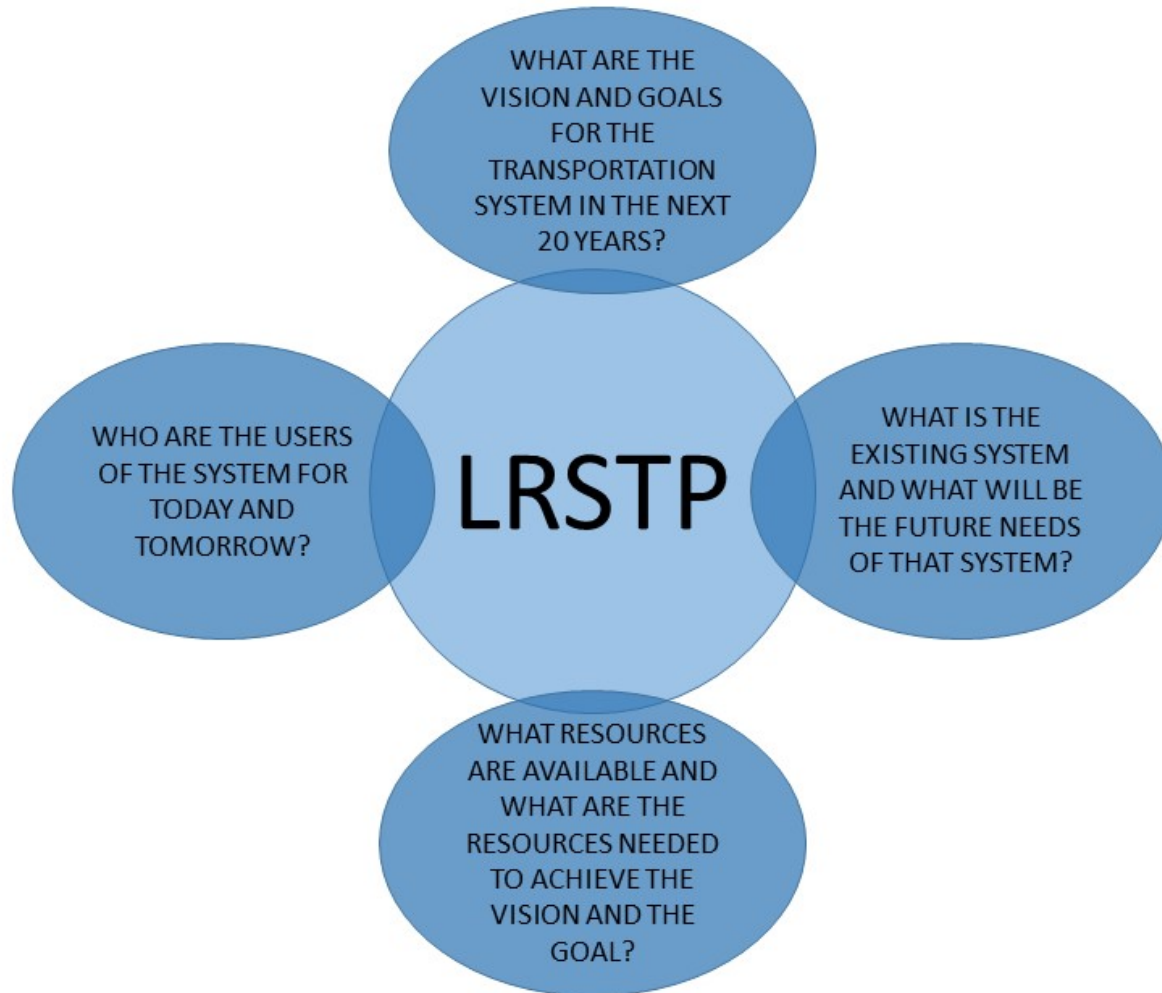 WHAT ARE THE
VISION AND GOALS
FOR THE
TRANSPORTATION
SYSTEM IN THE NEXT
20 YEARS?
WHO ARE THE USERS
OF THE SYSTEM FOR
TODAY AND
TOMORROW?
LRSTP
WHAT IS THE
EXISTING SYSTEM
AND WHAT WILL BE
THE FUTURE NEEDS
OF THAT SYSTEM?
WHAT RESOURCES
ARE AVAILABLE AND
WHAT ARE THE
RESOURCES NEEDED
TO ACHIEVE THE
VISION AND THE
GOAL?